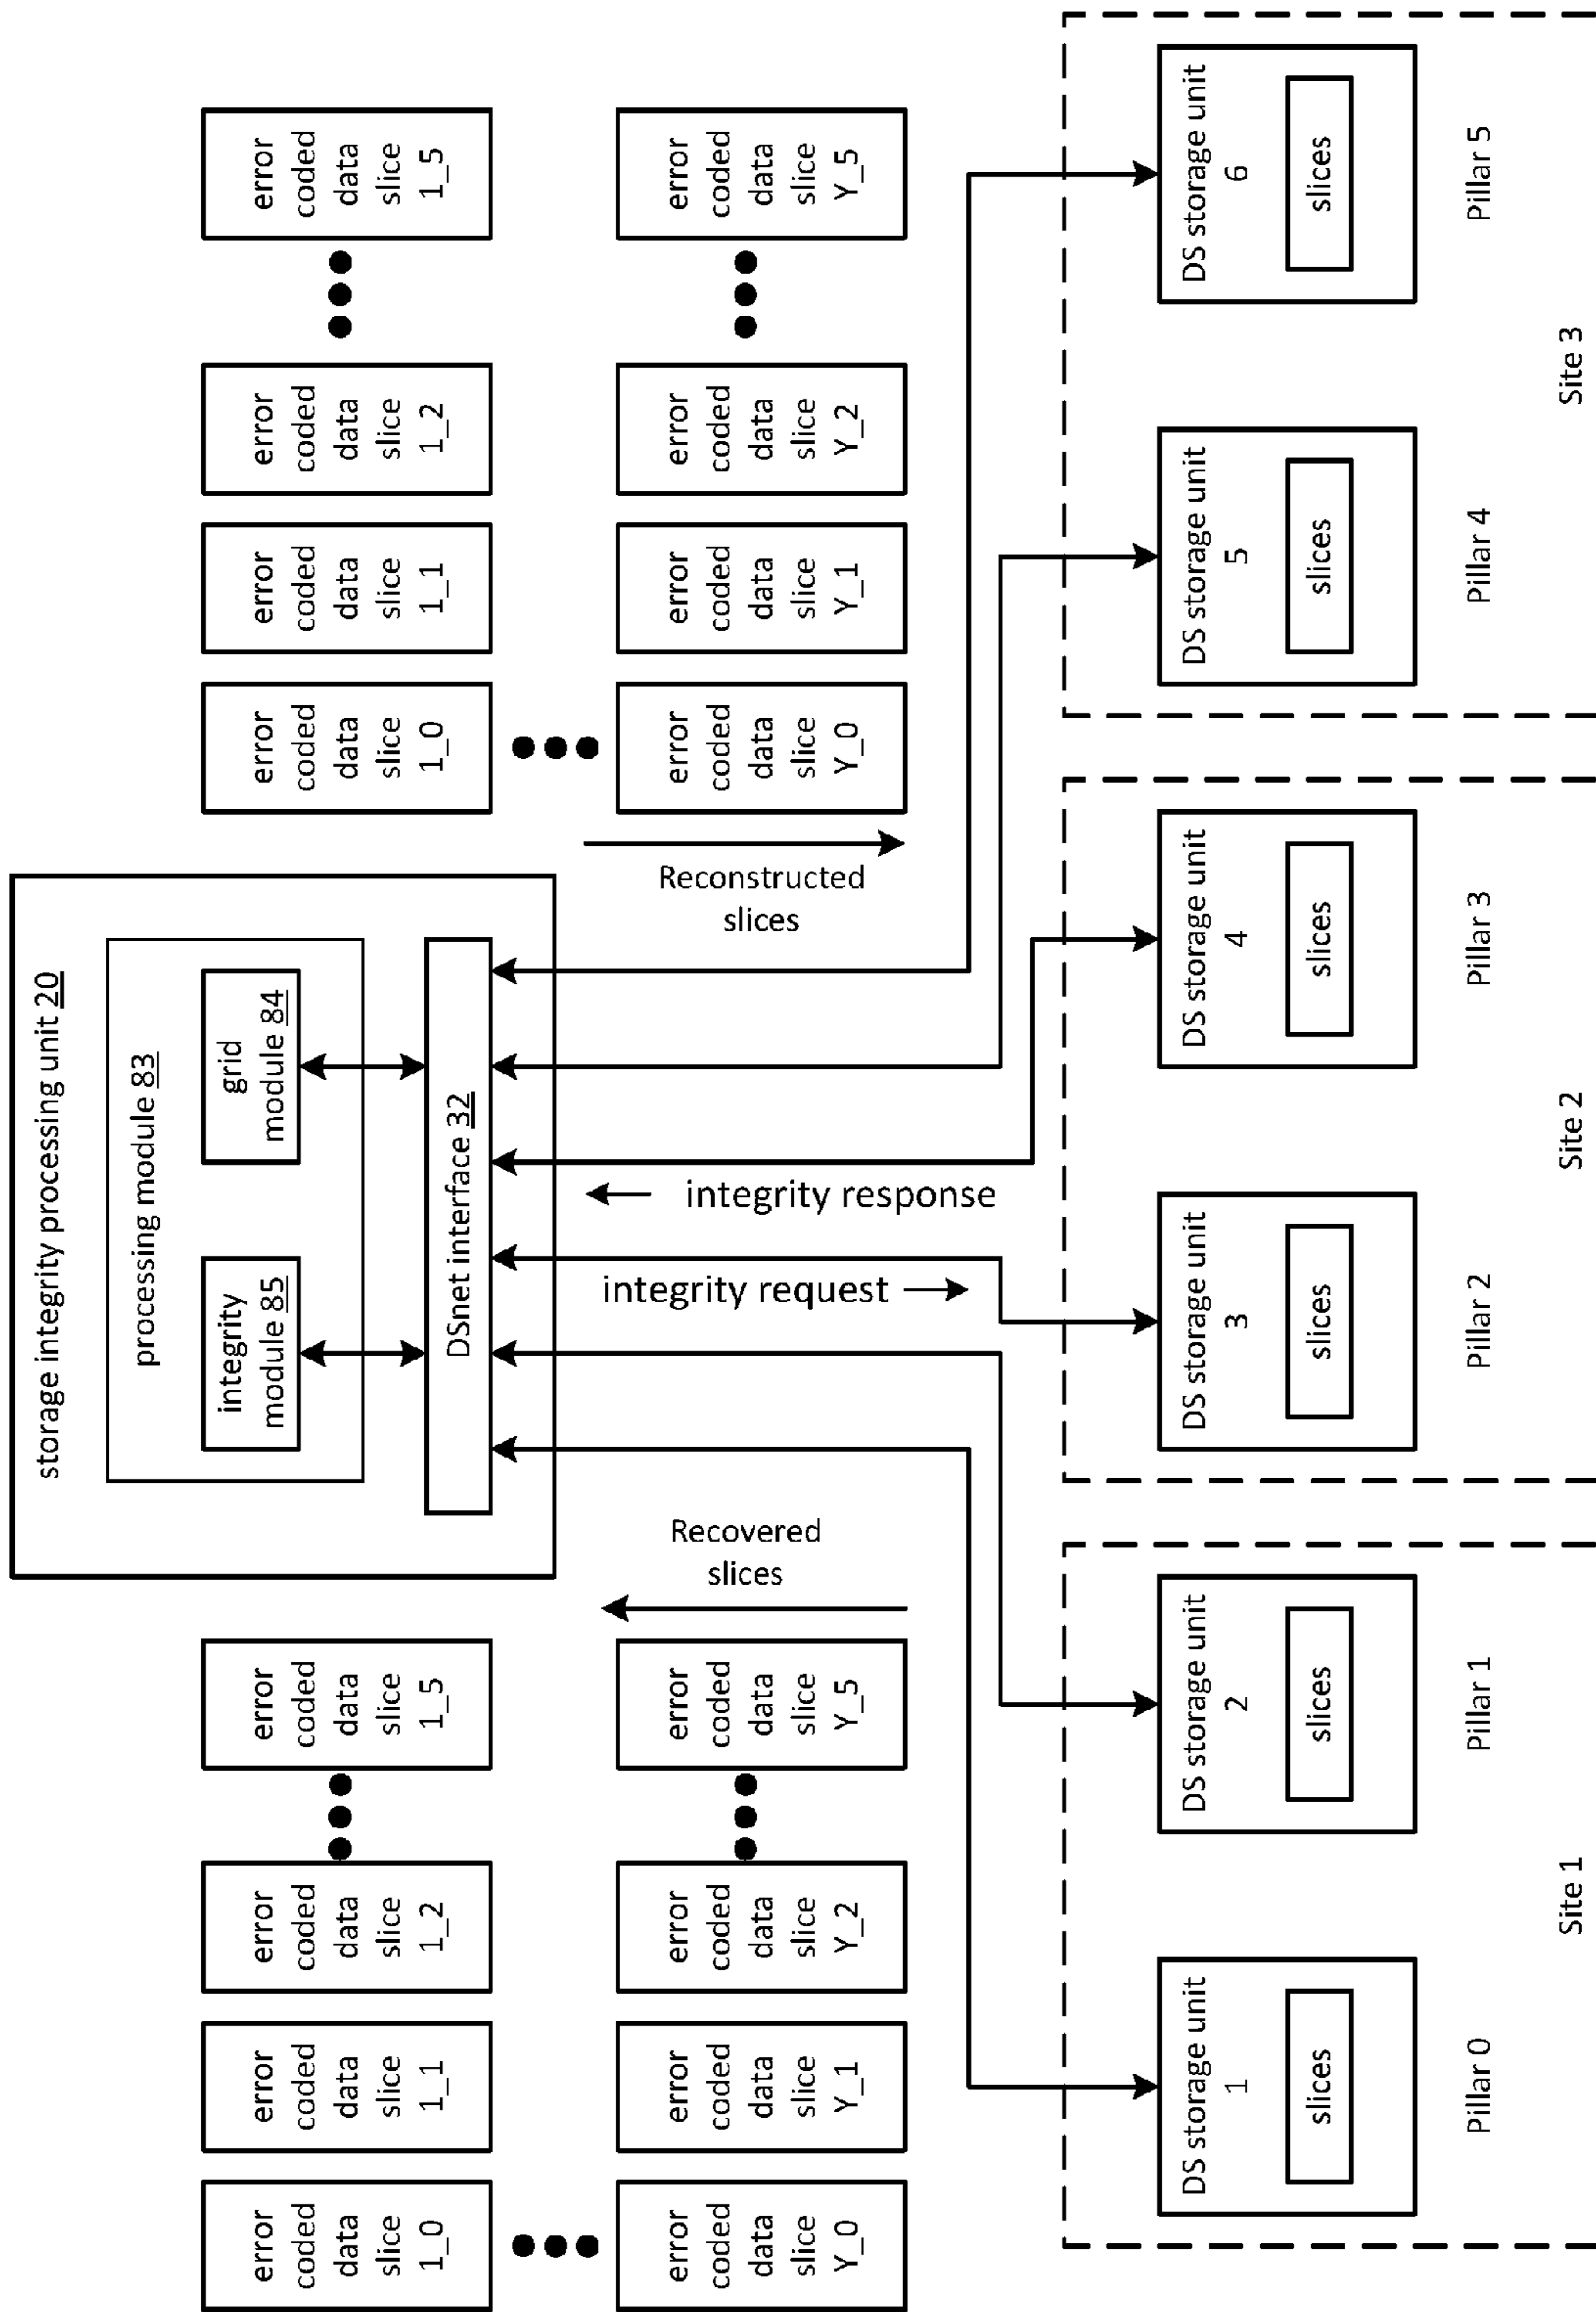 storage integrity processing unit 20
processing module 83
integrity
module 85
grid
module 84
DSnet interface 32
error
coded
data
slice
1_0
error
coded
data
slice
1_1
error
coded
data
slice
1_2
error
coded
data
slice
1_5
error
coded
data
slice
Y_0
error
coded
data
slice
Y_1
error
coded
data
slice
Y_2
error
coded
data
slice
Y_5
Recovered
slices
integrity request
integrity response
Reconstructed
slices
error
coded
data
slice
1_0
error
coded
data
slice
1_1
error
coded
data
slice
1_2
error
coded
data
slice
1_5
error
coded
data
slice
Y_0
error
coded
data
slice
Y_1
error
coded
data
slice
Y_2
error
coded
data
slice
Y_5
DS storage unit
1
slices
Pillar 0
DS storage unit
2
slices
Pillar 1
Site 1
DS storage unit
3
slices
Pillar 2
DS storage unit
4
slices
Pillar 3
Site 2
DS storage unit
5
slices
Pillar 4
DS storage unit
6
slices
Pillar 5
Site 3